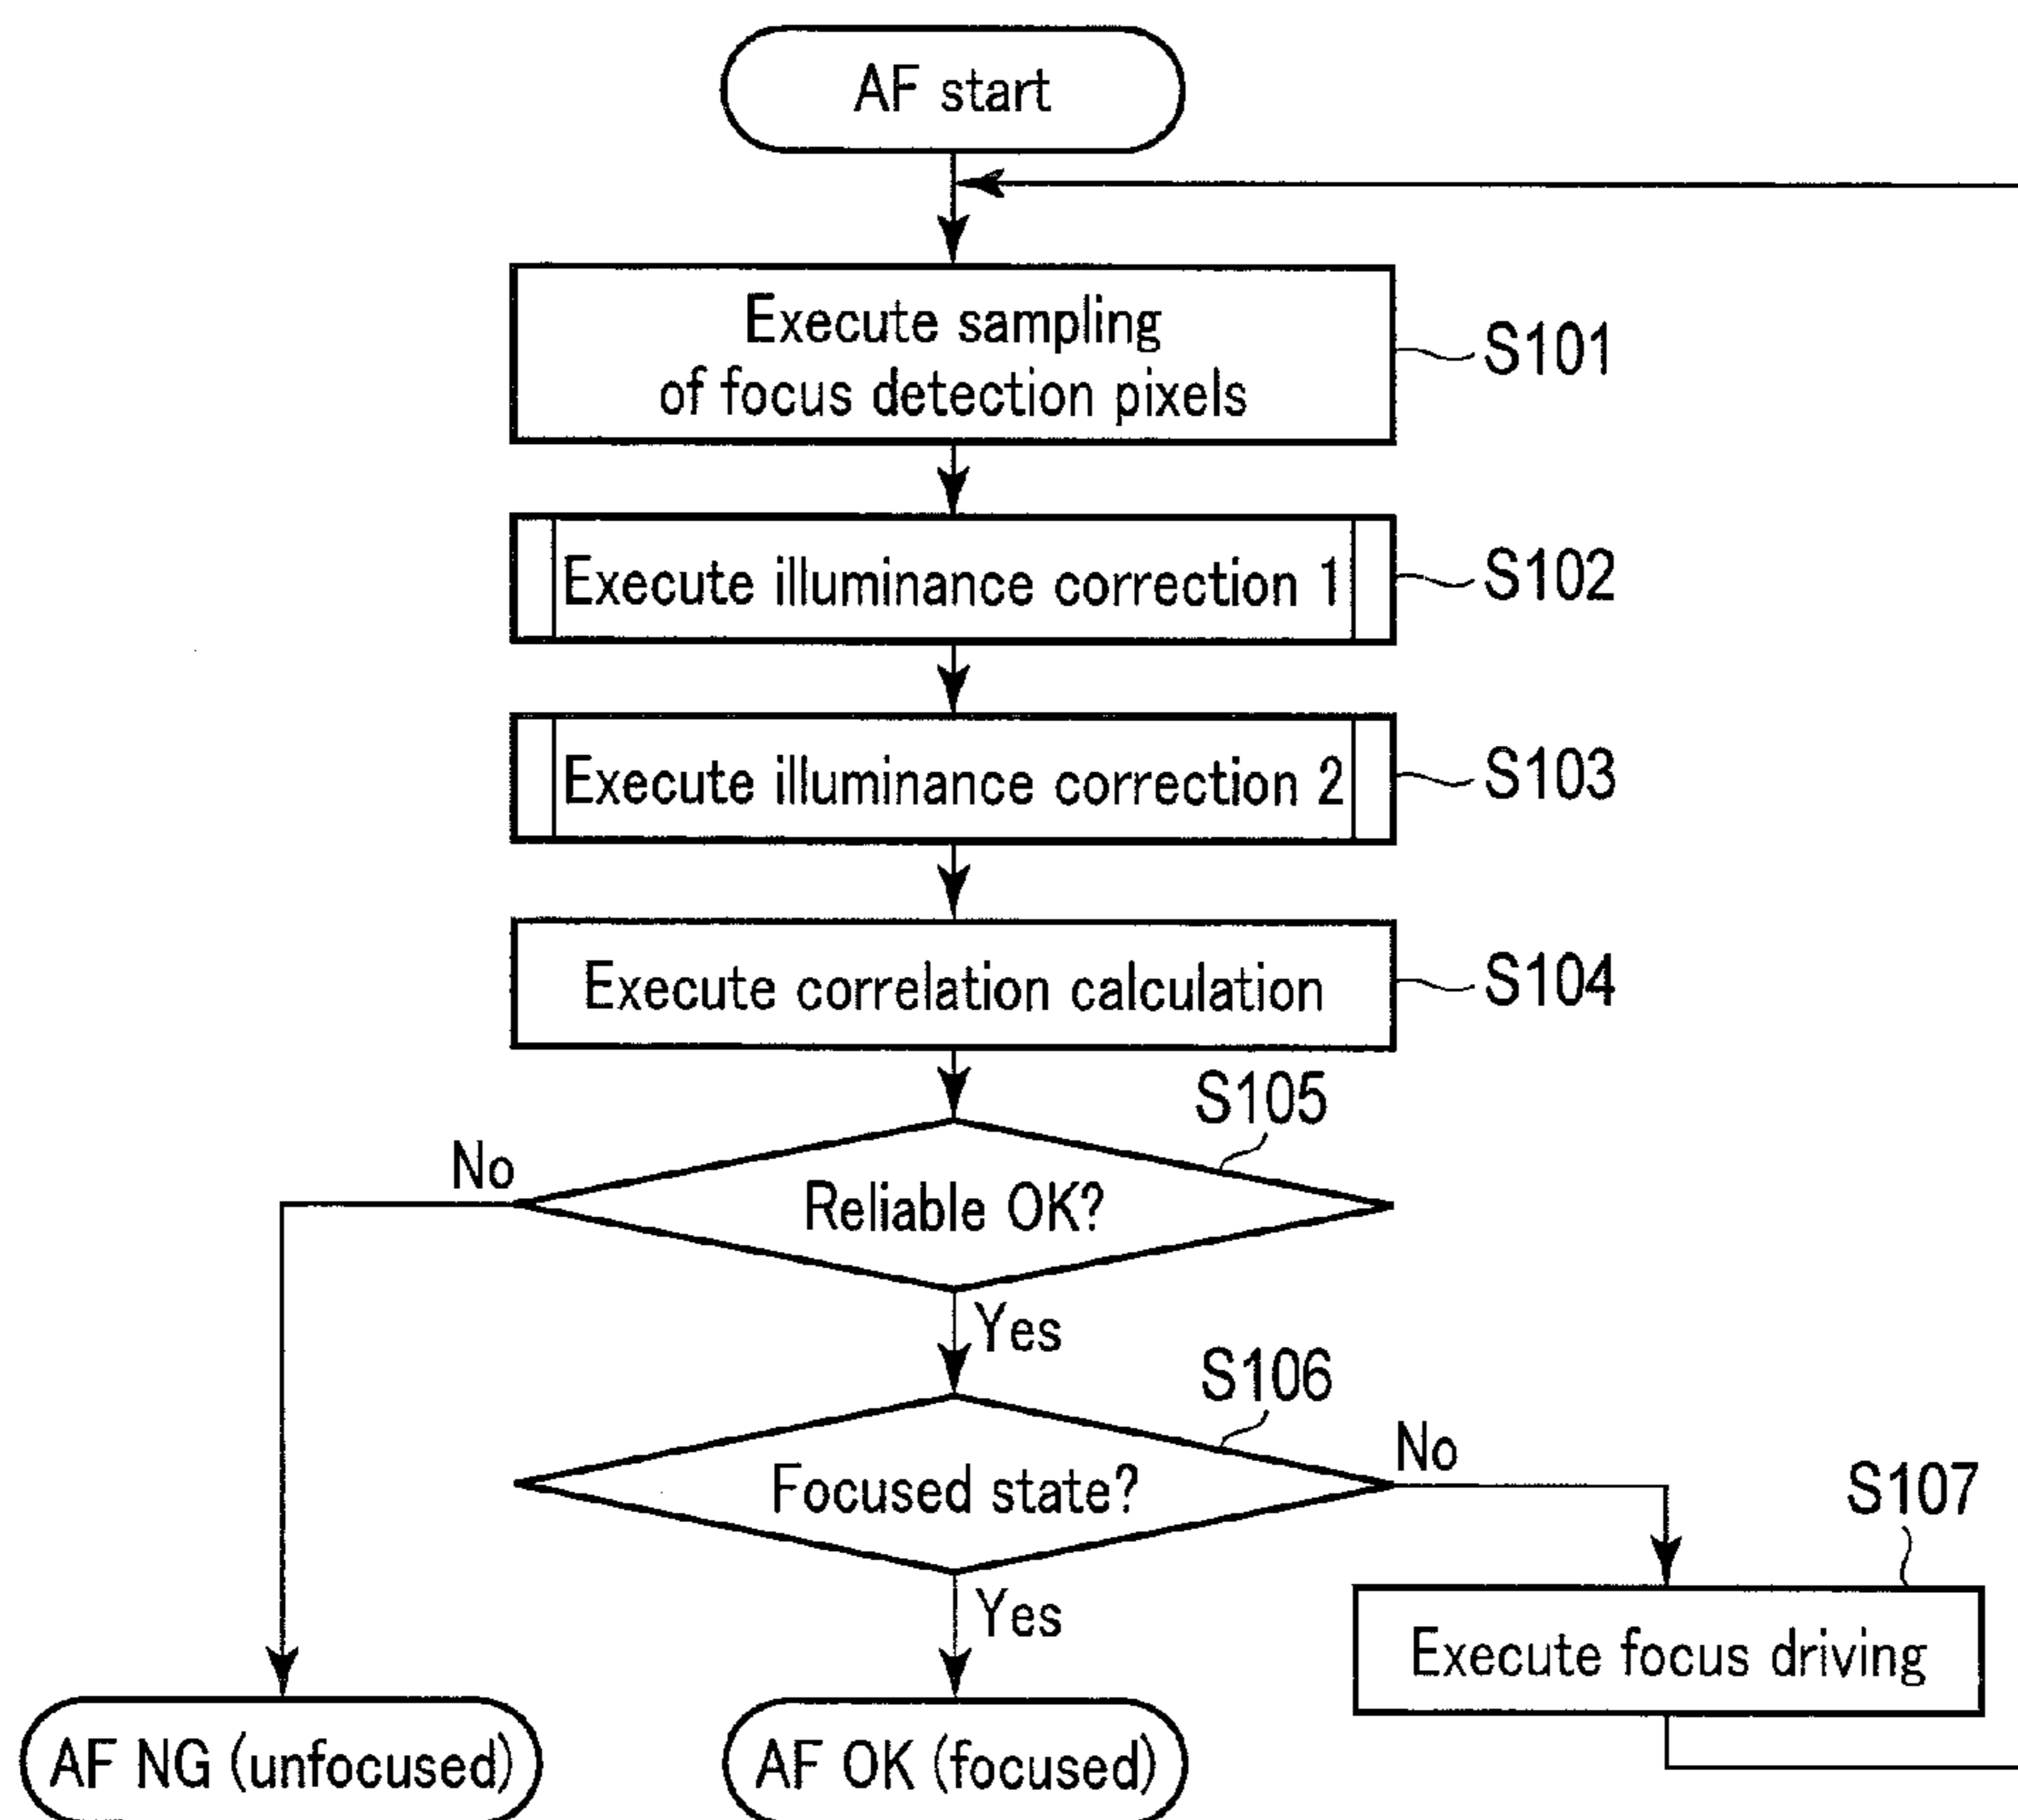 AF start
Execute sampling
of focus detection pixels
S101
Execute illuminance correction 1
S102
Execute illuminance correction 2
S103
Execute correlation calculation
S104
S105
No
Reliable OK?
Yes
S106
No
Focused state?
S107
Yes
Execute focus driving
AF NG (unfocused)
AF OK (focused)